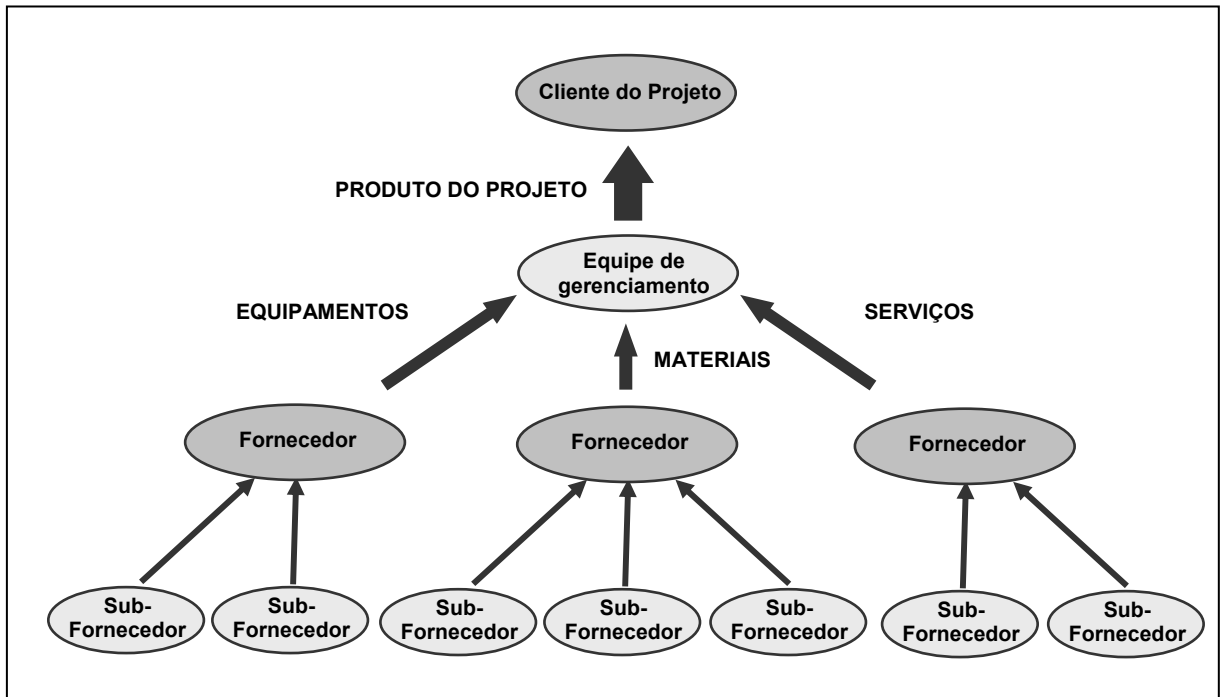 Cliente do Projeto
PRODUTO DO PROJETO
Equipe de
gerenciamento
EQUIPAMENTOS
SERVIÇOS
MATERIAIS
Fornecedor
Fornecedor
Fornecedor
Sub-
Fornecedor
Sub-
Fornecedor
Sub-
Fornecedor
Sub-
Fornecedor
Sub-
Fornecedor
Sub-
Fornecedor
Sub-
Fornecedor